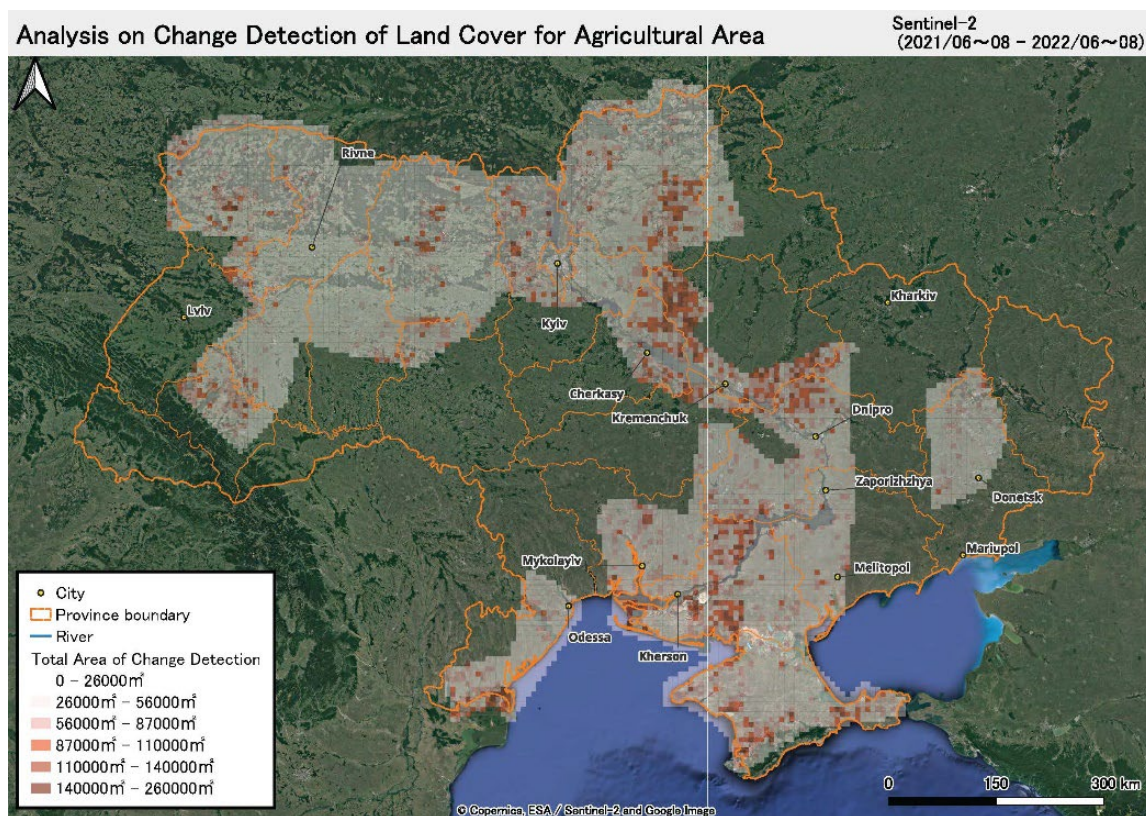 Analysis on Change Detection of Land Cover for Agricultural Area
Sentinel-2
(2021/06～08 – 2022/06～08)
Rivne
Lviv
Kyiv
Kharkiv
Cherkasy
Kremenchuk
Dnipro
Zaporizhzhya
Donetsk
Mykolayiv
Mariupol
Melitopol
Odessa
Kherson
City
Province boundary
River
Total Area of Change Detection
0 – 26000㎡
26000㎡ – 56000㎡
56000㎡ – 87000㎡
87000㎡ – 110000㎡
110000㎡ – 140000㎡
140000㎡ – 260000㎡
0 150 300 km
© Copernics, ESA / Sentinel-2 and Google Image